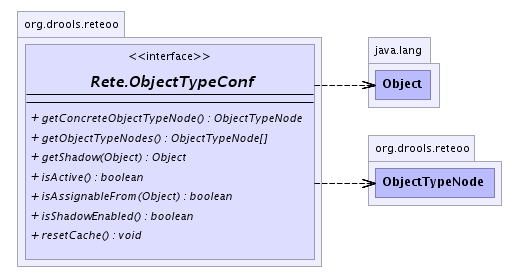 org.drools.reteoo
<<interface>>
Rete.ObjectTypeConf
+ getConcreteObjectTypeNode() : ObjectTypeNode
+ getObjectTypeNodes() : ObjectTypeNode[]
+ getShadow(Object) : Object
+ isActive() : boolean
+ isAssignableFrom(Object) : boolean
+ isShadowEnabled() : boolean
+ resetCache() : void
java.lang
Object
org.drools.reteoo
ObjectTypeNode